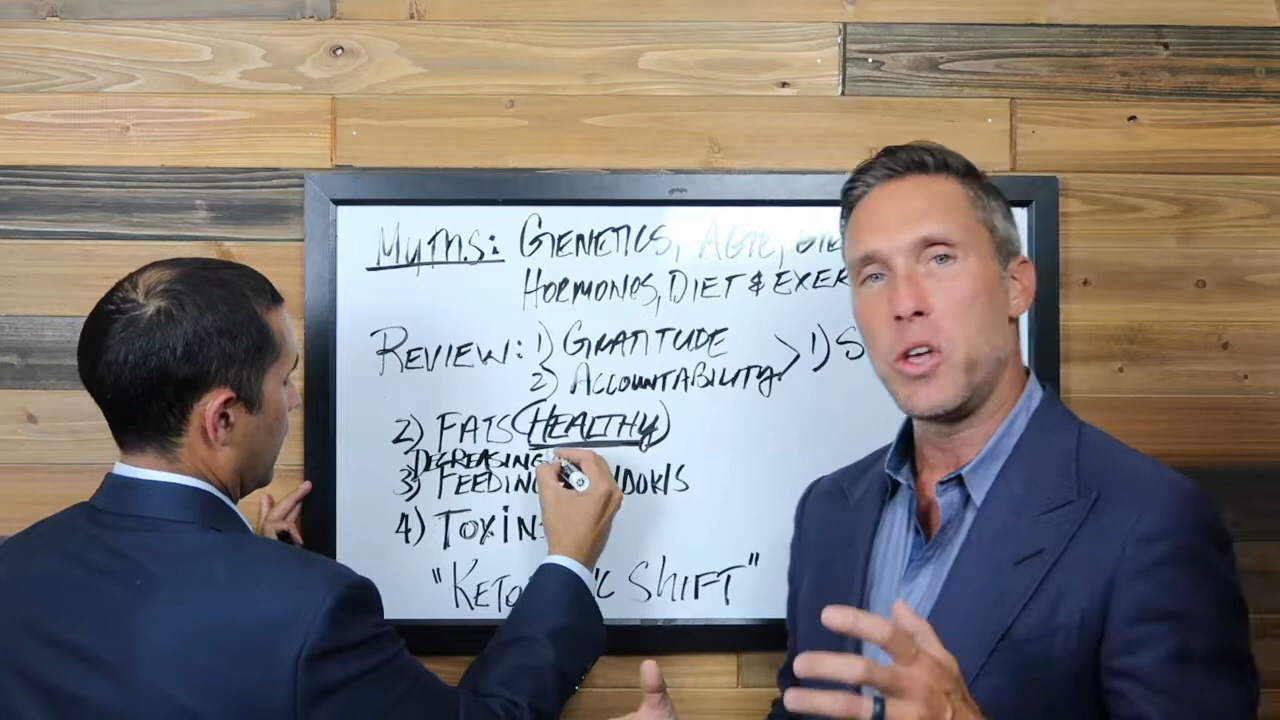 MYTHS: GENETICS, AGE,
HORMONES, DIET & EXER
REVIEW: 1) GRATITUDE
2) ACCOUNTABILITY > 1) S
2) FATS (HEALTHY)
DECREASING
3) FEEDING
4) TOXIN
SHIFT"